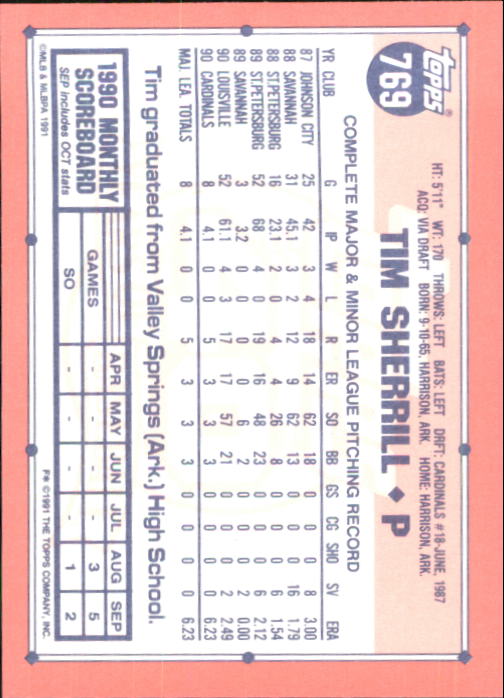 topps®
769
HT: 5'11" WT: 170 THROWS: LEFT BATS: LEFT DRFT: CARDINALS #18-JUNE, 1987
ACQ: VIA DRAFT BORN: 9-10-65, HARRISON, ARK. HOME: HARRISON, ARK.
TIM SHERRILL ♦ P
COMPLETE MAJOR & MINOR LEAGUE PITCHING RECORD
YR CLUB G IP W L R ER SO BB GS CG SHO SV ERA
87 JOHNSON CITY 25 42 3 4 18 14 62 18 0 0 0 8 3.00
88 SAVANNAH 31 45.1 3 2 12 9 62 13 0 0 0 16 1.79
88 ST.PETERSBURG 16 23.1 2 0 4 4 26 8 0 0 0 6 1.54
89 ST.PETERSBURG 52 68 4 0 19 16 48 23 0 0 0 6 2.12
89 SAVANNAH 3 3.2 0 0 0 0 6 2 0 0 0 2 0.00
90 LOUISVILLE 52 61.1 4 3 17 17 57 21 0 0 0 2 2.49
90 CARDINALS 8 4.1 0 0 5 3 3 3 0 0 0 0 6.23
MAJ. LEA. TOTALS 8 4.1 0 0 5 3 3 3 0 0 0 0 6.23
Tim graduated from Valley Springs (Ark.) High School.
1990 MONTHLY
SCOREBOARD
SEP includes OCT stats
APR MAY JUN JUL AUG SEP
GAMES - - - - 3 5
SO - - - - 1 2
©MLB & MLBPA 1991
F* ©1991 THE TOPPS COMPANY, INC.